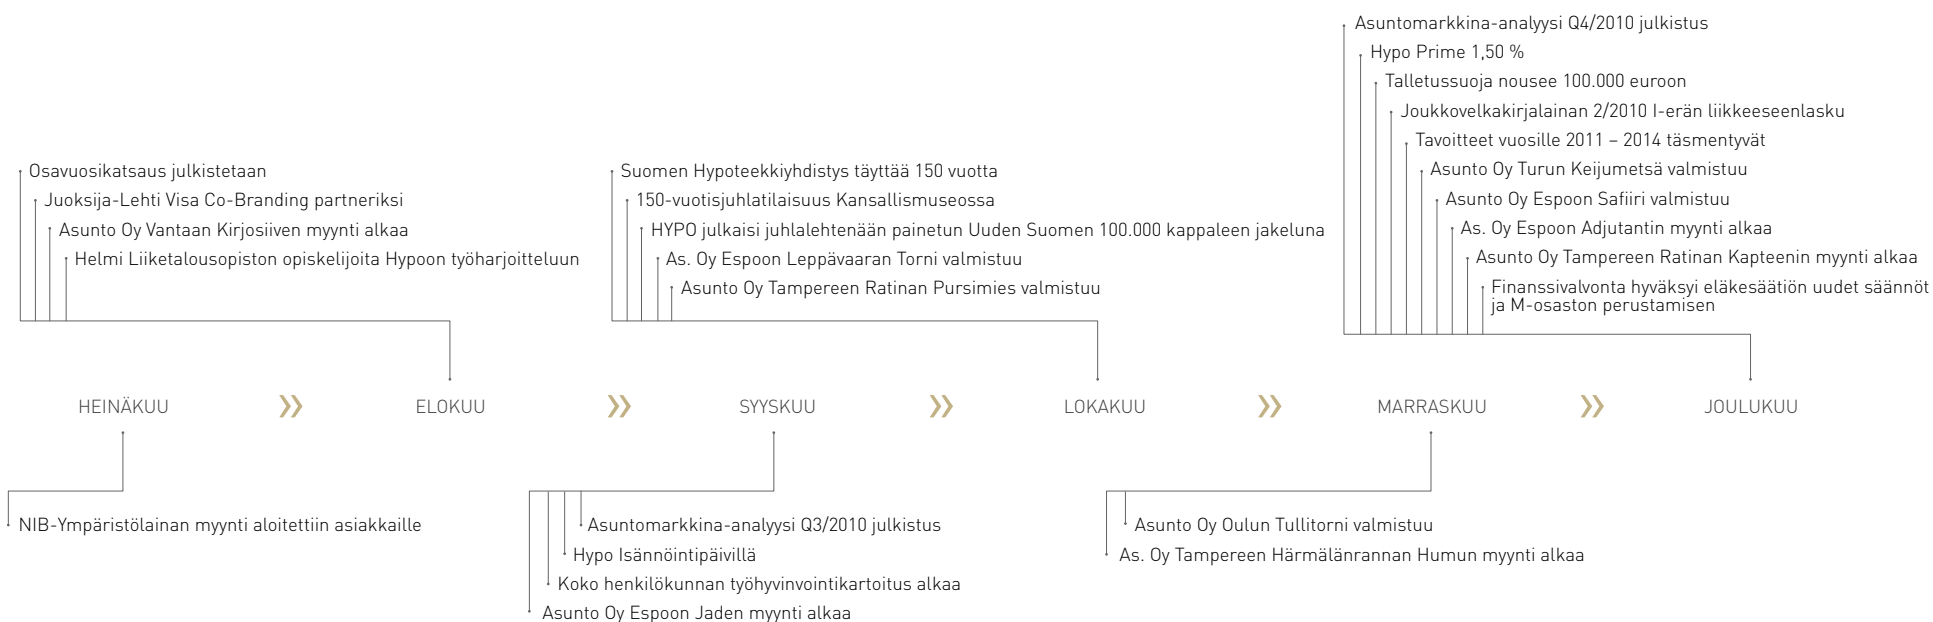 Asuntomarkkina-analyysi Q4/2010 julkistus
Hypo Prime 1,50 %
Talletussuoja nousee 100.000 euroon
Joukkovelkakirjalainan 2/2010 I-erän liikkeeseenlasku
Tavoitteet vuosille 2011 – 2014 täsmentyvät
Asunto Oy Turun Keijumetsä valmistuu
Asunto Oy Espoon Safiiri valmistuu
As. Oy Espoon Adjutantin myynti alkaa
Asunto Oy Tampereen Ratinan Kapteenin myynti alkaa
Finanssivalvonta hyväksyi eläkesäätiön uudet säännöt
ja M-osaston perustamisen
Osavuosikatsaus julkistetaan
Juoksija-Lehti Visa Co-Branding partneriksi
Asunto Oy Vantaan Kirjosiiven myynti alkaa
Helmi Liiketalousopiston opiskelijoita Hypoon työharjoitteluun
Suomen Hypoteekkiyhdistys täyttää 150 vuotta
150-vuotisjuhlatilaisuus Kansallismuseossa
HYPO julkaisi juhlalehtenään painetun Uuden Suomen 100.000 kappaleen jakeluna
As. Oy Espoon Leppävaaran Torni valmistuu
Asunto Oy Tampereen Ratinan Pursimies valmistuu
HEINÄKUU » ELOKUU » SYYSKUU » LOKAKUU » MARRASKUU » JOULUKUU
NIB-Ympäristölainan myynti aloitettiin asiakkaille
Asuntomarkkina-analyysi Q3/2010 julkistus
Hypo Isännöintipäivillä
Koko henkilökunnan työhyvinvointikartoitus alkaa
Asunto Oy Espoon Jaden myynti alkaa
Asunto Oy Oulun Tullitorni valmistuu
As. Oy Tampereen Härmälänrannan Humun myynti alkaa